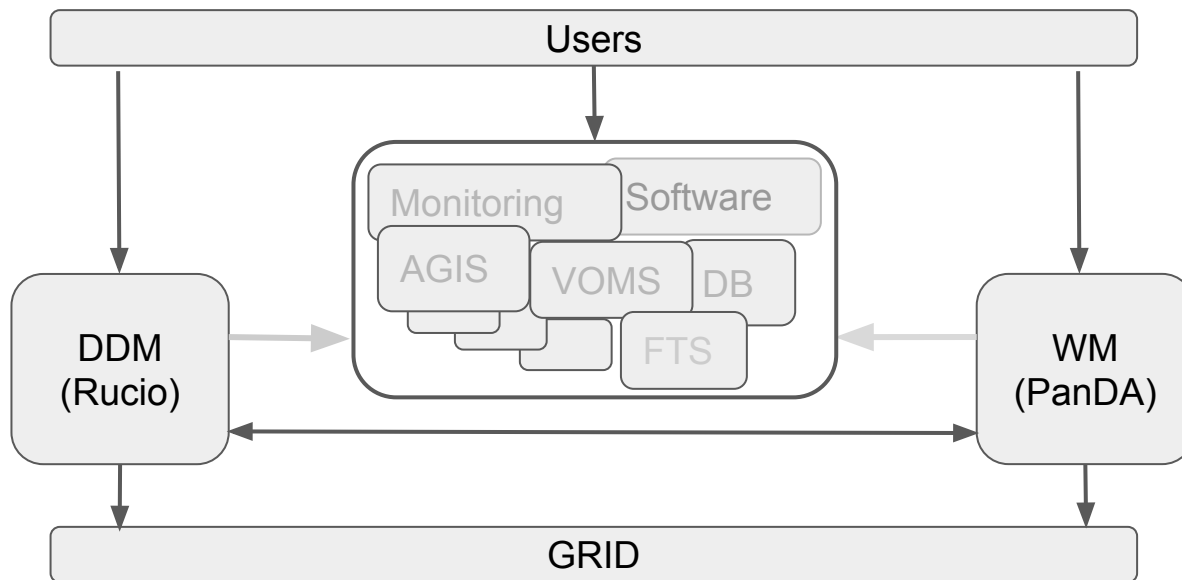 Users
Monitoring
Software
AGIS
VOMS
DB
FTS
DDM
(Rucio)
WM
(PanDA)
GRID